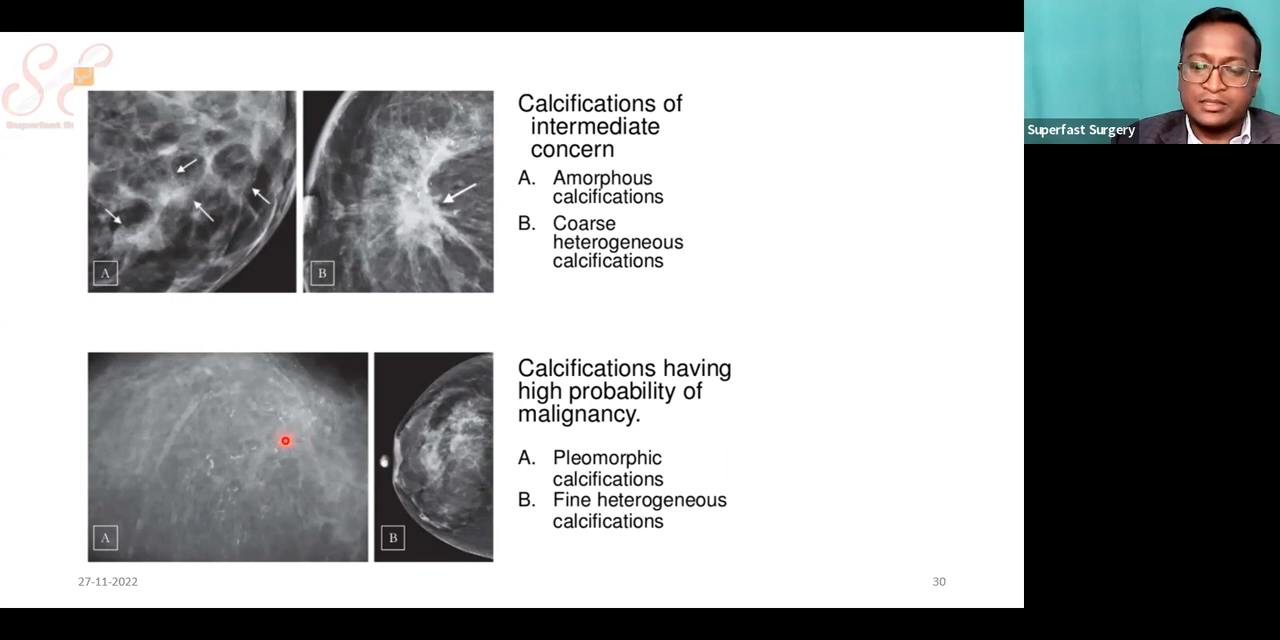 Superfast Surgery
Calcifications of
intermediate
concern
A. Amorphous
calcifications
B. Coarse
heterogeneous
calcifications
A
B
Calcifications having
high probability of
malignancy.
A. Pleomorphic
calcifications
B. Fine heterogeneous
calcifications
A
B
27-11-2022
30